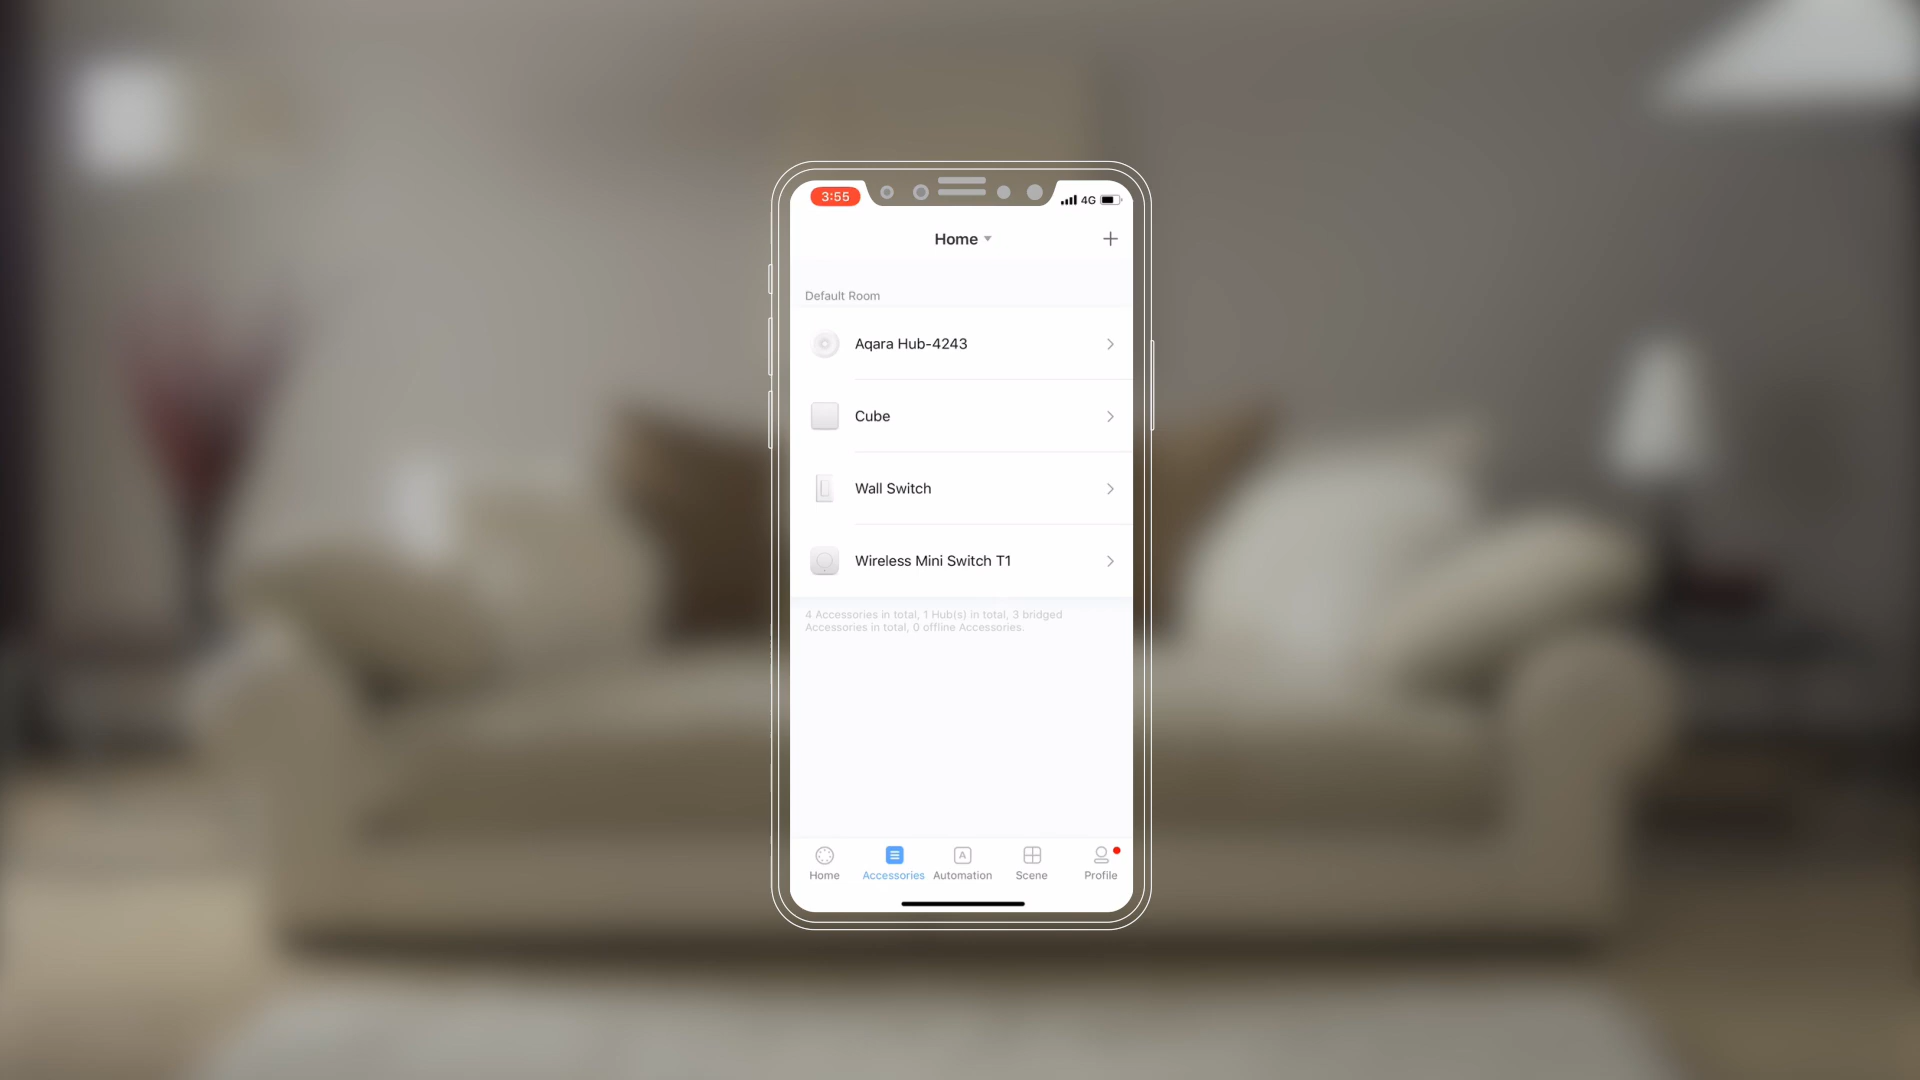 3:55
4G
Home
Default Room
Aqara Hub-4243
Cube
Wall Switch
Wireless Mini Switch T1
4 Accessories in total, 1 Hub(s) in total, 3 bridged
Accessories in total, 0 offline Accessories.
A
Home
Accessories
Automation
Scene
Profile